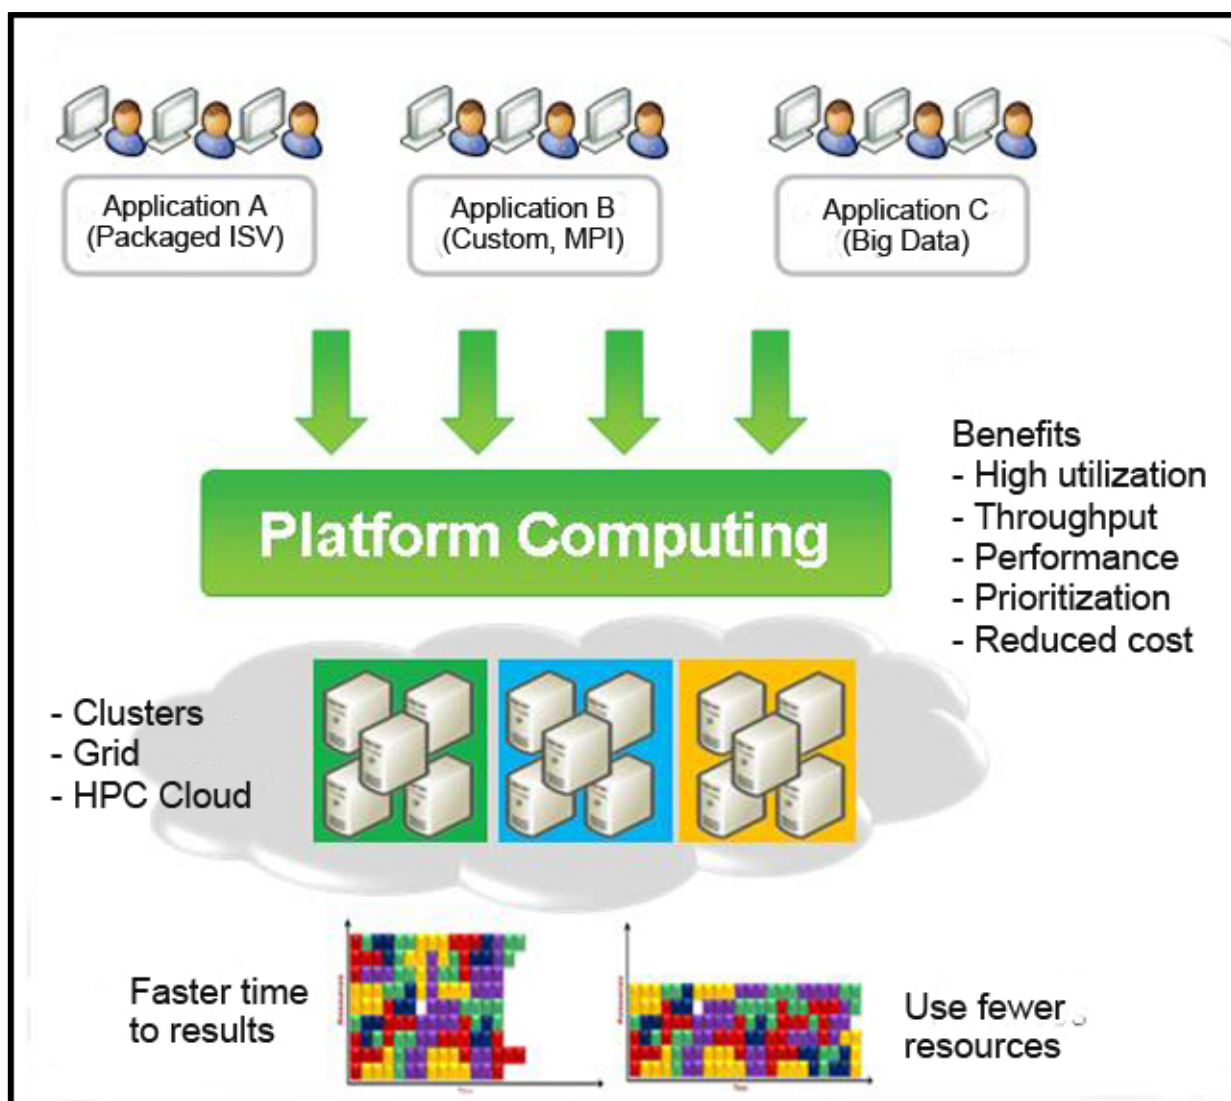 Application A
(Packaged ISV)
Application B
(Custom, MPI)
Application C
(Big Data)
Platform Computing
Benefits
- High utilization
- Throughput
- Performance
- Prioritization
- Reduced cost
- Clusters
- Grid
- HPC Cloud
Faster time
to results
Resources
Use fewer
resources